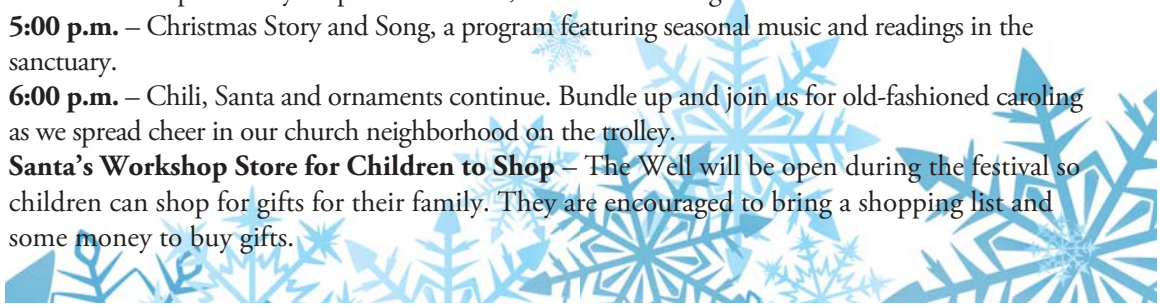 5:00 p.m. – Christmas Story and Song, a program featuring seasonal music and readings in the
sanctuary.
6:00 p.m. – Chili, Santa and ornaments continue. Bundle up and join us for old-fashioned caroling
as we spread cheer in our church neighborhood on the trolley.
Santa’s Workshop Store for Children to Shop – The Well will be open during the festival so
children can shop for gifts for their family. They are encouraged to bring a shopping list and
some money to buy gifts.